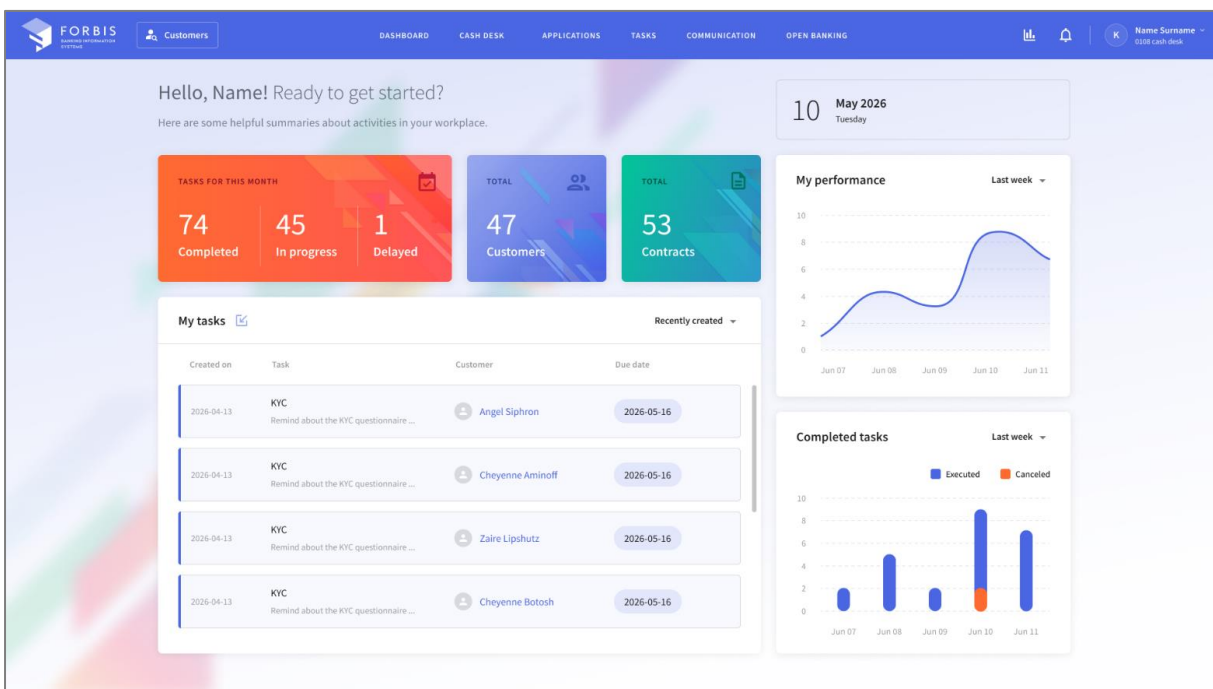 FORBIS
BANKING INFORMATION
SYSTEMS
Customers
DASHBOARD
CASH DESK
APPLICATIONS
TASKS
COMMUNICATION
OPEN BANKING
K
Name Surname
0108 cash desk
Hello, Name! Ready to get started?
Here are some helpful summaries about activities in your workplace.
10
May 2026
Tuesday
TASKS FOR THIS MONTH
74
Completed
45
In progress
1
Delayed
TOTAL
47
Customers
TOTAL
53
Contracts
My performance
Last week
10
8
6
4
2
0
Jun 07 Jun 08 Jun 09 Jun 10 Jun 11
My tasks
Recently created
Created on Task Customer Due date
2026-04-13
KYC
Remind about the KYC questionnaire ...
Angel Siphron
2026-05-16
2026-04-13
KYC
Remind about the KYC questionnaire ...
Cheyenne Aminoff
2026-05-16
2026-04-13
KYC
Remind about the KYC questionnaire ...
Zaire Lipshutz
2026-05-16
2026-04-13
KYC
Remind about the KYC questionnaire ...
Cheyenne Botosh
2026-05-16
Completed tasks
Last week
Executed Canceled
10
8
6
4
2
0
Jun 07 Jun 08 Jun 09 Jun 10 Jun 11